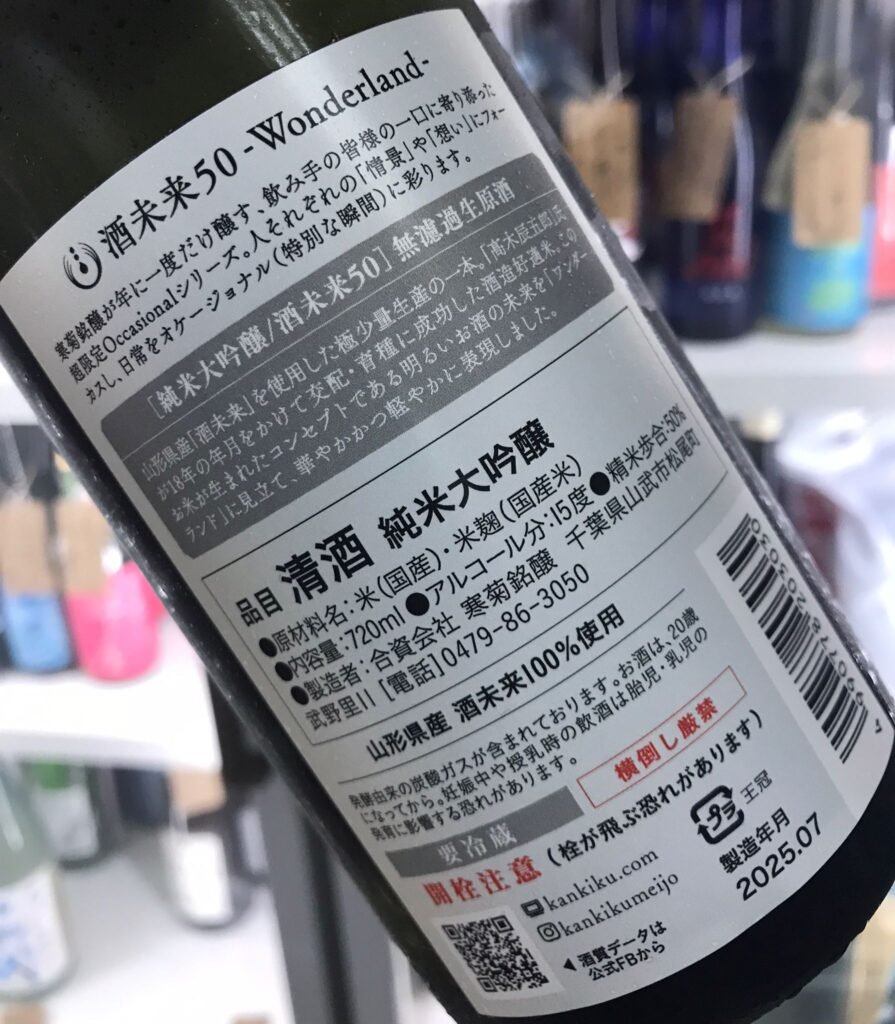 酒未来50 -Wonderland-
寒菊銘醸が年に一度だけ醸す、飲み手の皆様の一口に寄り添った
超限定Occasionalシリーズ。人それぞれの「情景」や「想い」にフォー
カスし、日常をオケージョナル(特別な瞬間)に彩ります。
[純米大吟醸/酒未来50] 無濾過生原酒
山形県産「酒未来」を使用した極少量生産の一本。「髙木辰五郎」氏
が18年の年月をかけて交配・育種に成功した酒造好適米。この
お米が生まれたコンセプトである明るいお酒の未来を「ワンダー
ランド」に見立て、華やかかつ軽やかに表現しました。
品目 清酒 純米大吟醸
●原材料名:米(国産)・米麹(国産米)
●内容量:720ml ●アルコール分:15度 ●精米歩合:50%
●製造者:合資会社 寒菊銘醸 千葉県山武市松尾町
武野里11 [電話]0479-86-3050
山形県産 酒未来100%使用
発酵由来の炭酸ガスが含まれております。お酒は、20歳
になってから。妊娠中や授乳時の飲酒は胎児・乳児の
発育に影響する恐れがあります。
横倒し厳禁
要冷蔵
開栓注意 (栓が飛ぶ恐れがあります)
kankiku.com
kankikumeijo
プラ 王冠
製造年月
2025.07
◀酒質データは
公式FBから